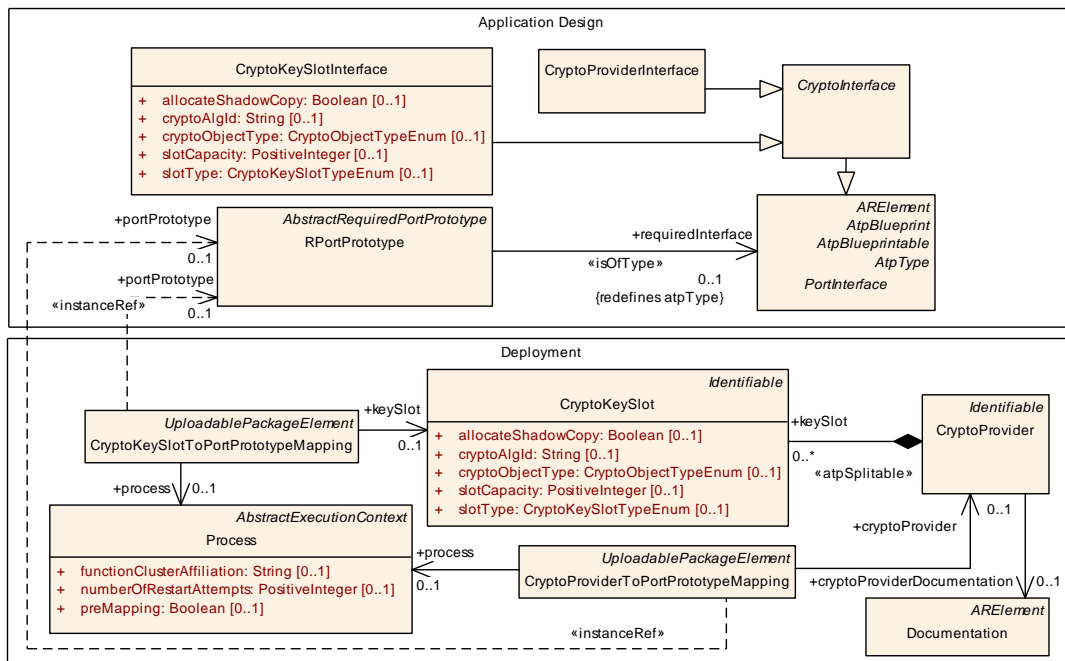 Application Design
CryptoKeySlotInterface
+ allocateShadowCopy: Boolean [0..1]
+ cryptoAlgId: String [0..1]
+ cryptoObjectType: CryptoObjectTypeEnum [0..1]
+ slotCapacity: PositiveInteger [0..1]
+ slotType: CryptoKeySlotTypeEnum [0..1]
CryptoProviderInterface
CryptoInterface
+portPrototype
0..1
+portPrototype
«instanceRef»
0..1
AbstractRequiredPortPrototype
RPortPrototype
+requiredInterface
«isOfType»
0..1
{redefines atpType}
ARElement
AtpBlueprint
AtpBlueprintable
AtpType
PortInterface
Deployment
UploadablePackageElement
CryptoKeySlotToPortPrototypeMapping
+keySlot
0..1
Identifiable
CryptoKeySlot
+ allocateShadowCopy: Boolean [0..1]
+ cryptoAlgId: String [0..1]
+ cryptoObjectType: CryptoObjectTypeEnum [0..1]
+ slotCapacity: PositiveInteger [0..1]
+ slotType: CryptoKeySlotTypeEnum [0..1]
+keySlot
0..*
«atpSplitable»
Identifiable
CryptoProvider
+process
0..1
AbstractExecutionContext
Process
+ functionClusterAffiliation: String [0..1]
+ numberOfRestartAttempts: PositiveInteger [0..1]
+ preMapping: Boolean [0..1]
+process
0..1
UploadablePackageElement
CryptoProviderToPortPrototypeMapping
+cryptoProvider
0..1
+cryptoProviderDocumentation
0..1
«instanceRef»
ARElement
Documentation